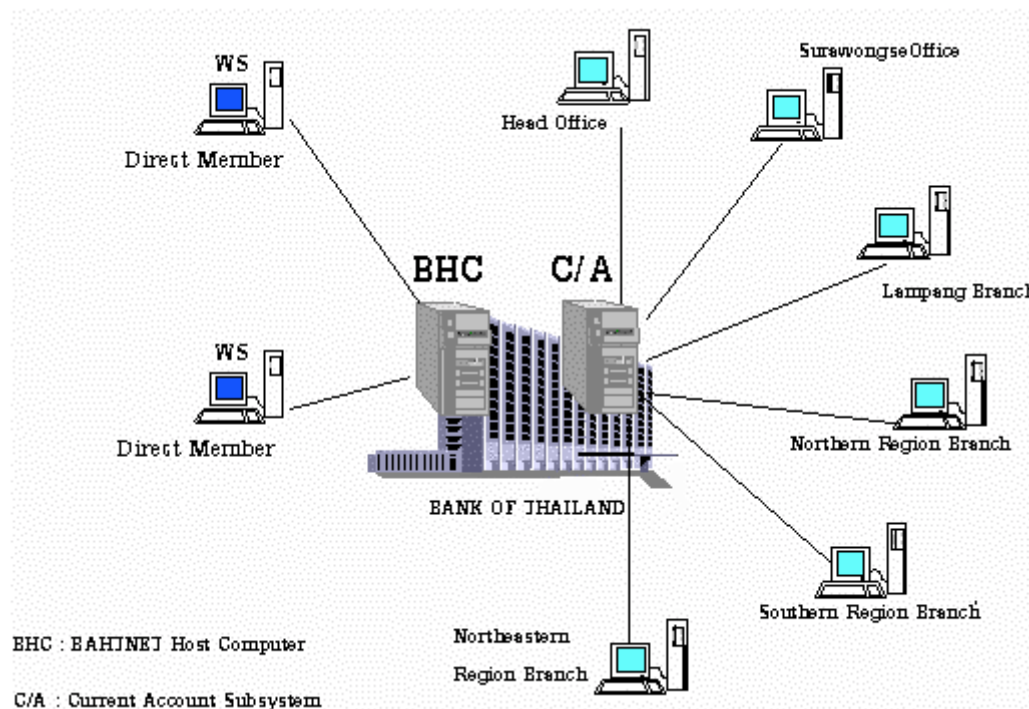 WS
Direct Member
Head Office
Surawongse Office
BHC
C/A
Lampang Branch
WS
Direct Member
Northern Region Branch
BANK OF THAILAND
Southern Region Branch
Northeastern
Region Branch
BHC : BAHTNET Host Computer
C/A : Current Account Subsystem